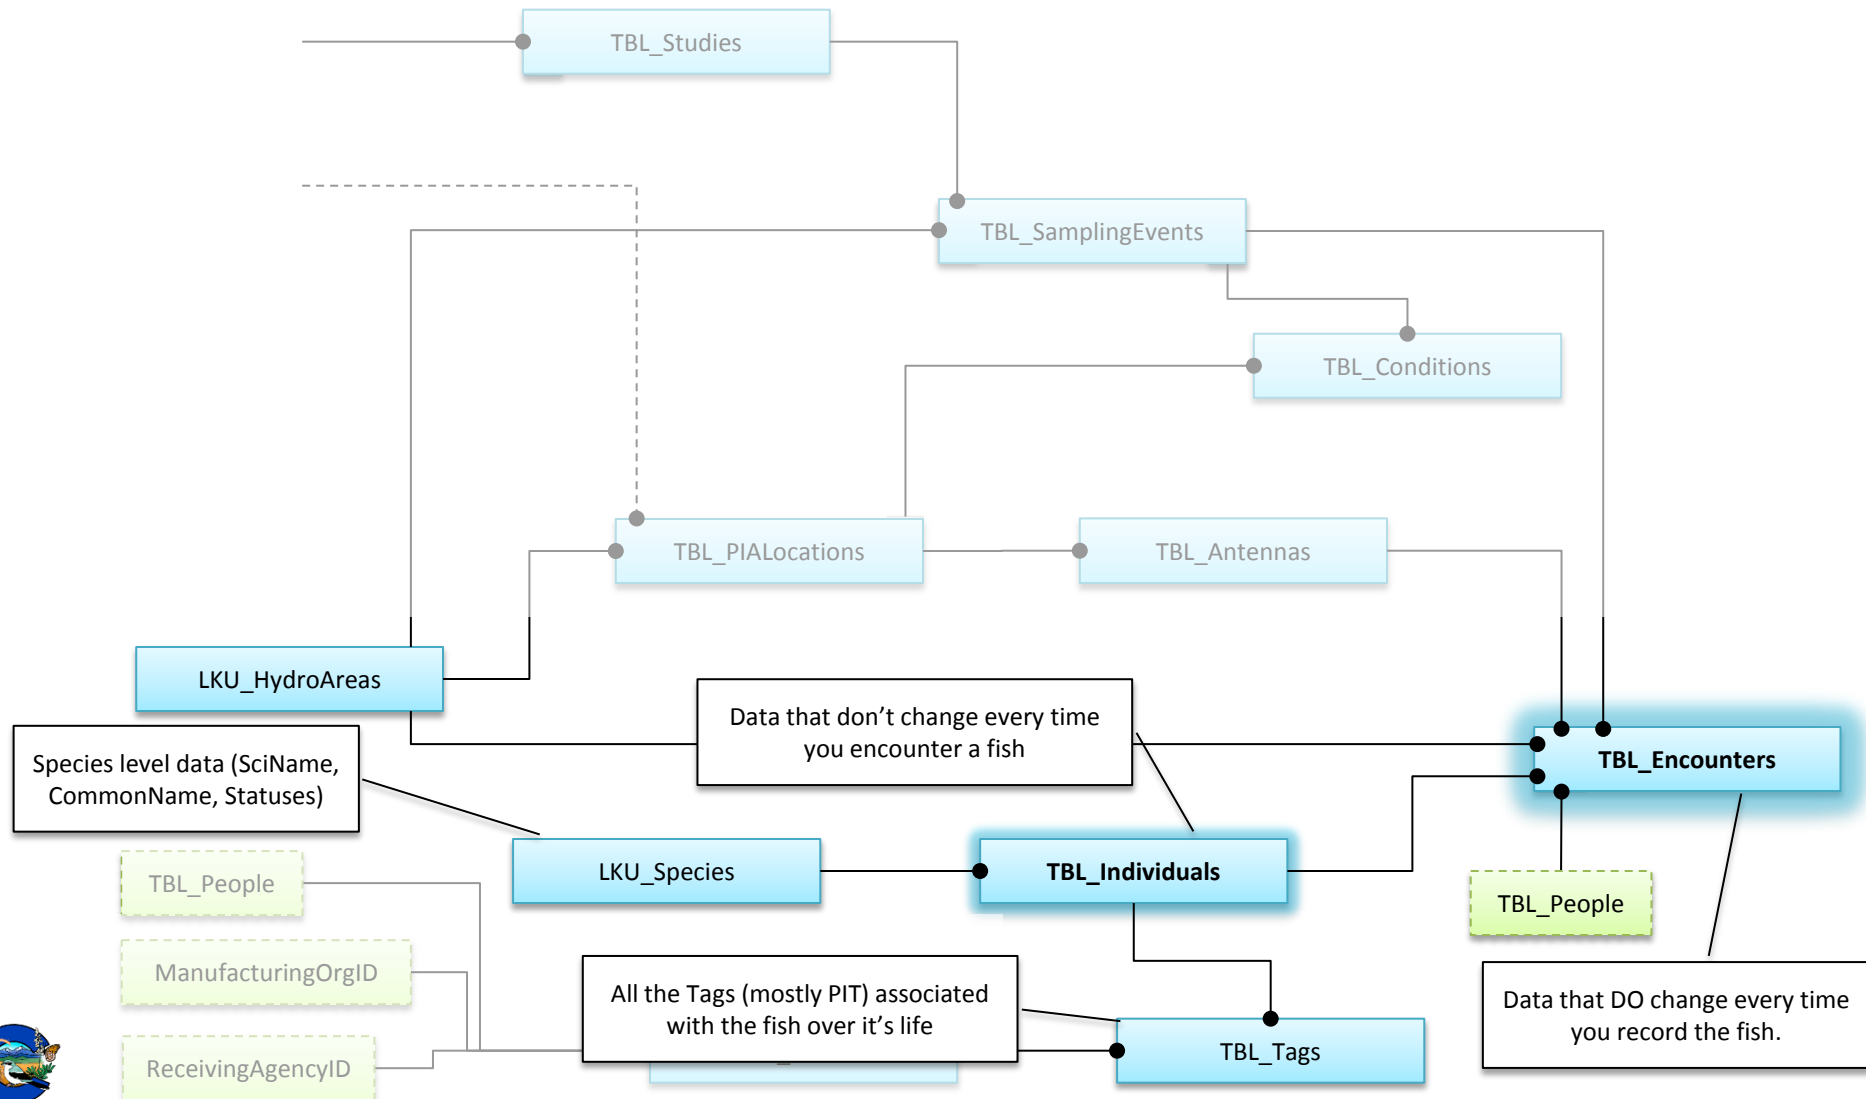 TBL_Studies
TBL_SamplingEvents
TBL_Conditions
TBL_PIALocations
TBL_Antennas
LKU_HydroAreas
Data that don’t change every time
you encounter a fish
TBL_Encounters
Species level data (SciName,
CommonName, Statuses)
LKU_Species
TBL_Individuals
TBL_People
TBL_People
ManufacturingOrgID
All the Tags (mostly PIT) associated
with the fish over it’s life
Data that DO change every time
you record the fish.
TBL_Tags
ReceivingAgencyID